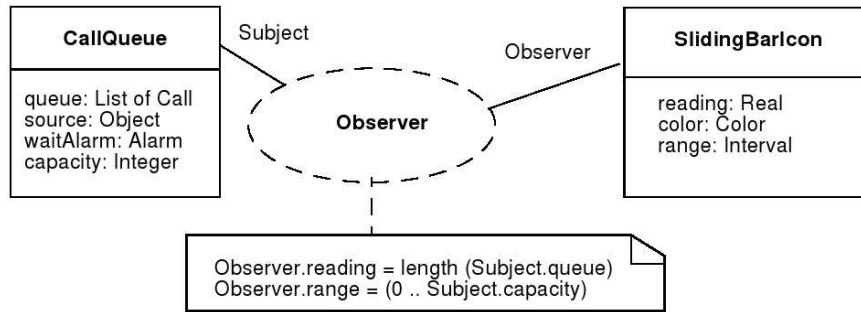 CallQueue
queue: List of Call
source: Object
waitAlarm: Alarm
capacity: Integer
Subject
Observer
Observer
SlidingBarIcon
reading: Real
color: Color
range: Interval
Observer.reading = length (Subject.queue)
Observer.range = (0 .. Subject.capacity)